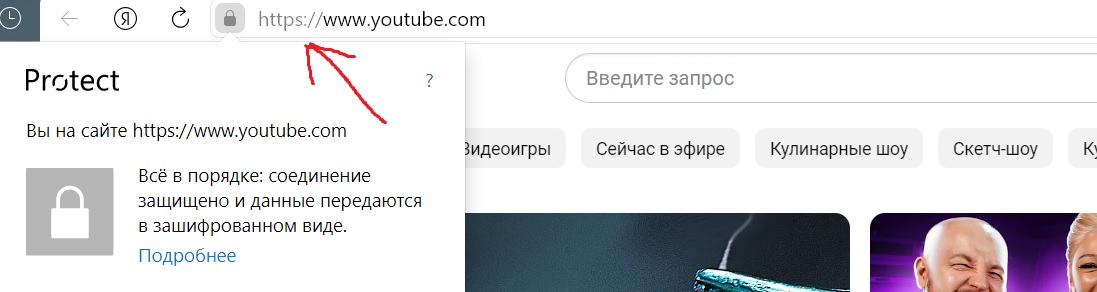 Я https://www.youtube.com
Protect ?
Введите запрос
Вы на сайте https://www.youtube.com
Видеоигры Сейчас в эфире Кулинарные шоу Скетч-шоу
Всё в порядке: соединение
защищено и данные передаются
в зашифрованном виде.
Подробнее